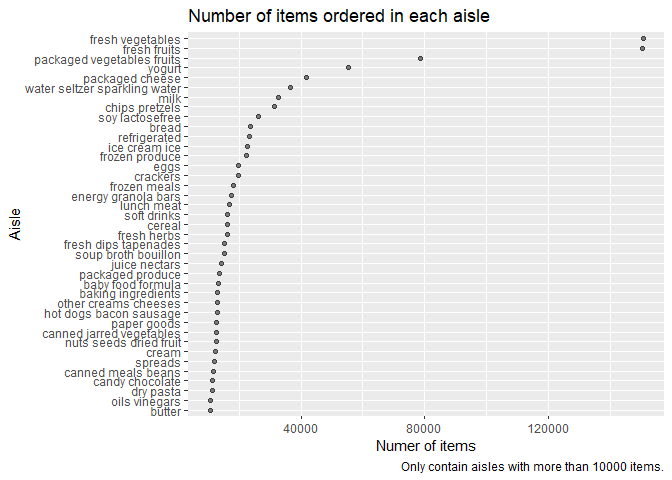 Number of items ordered in each aisle
fresh vegetables
fresh fruits
packaged vegetables fruits
yogurt
packaged cheese
water seltzer sparkling water
milk
chips pretzels
soy lactosefree
bread
refrigerated
ice cream ice
frozen produce
eggs
crackers
frozen meals
energy granola bars
lunch meat
soft drinks
cereal
fresh herbs
fresh dips tapenades
soup broth bouillon
juice nectars
packaged produce
baby food formula
baking ingredients
other creams cheeses
hot dogs bacon sausage
paper goods
canned jarred vegetables
nuts seeds dried fruit
cream
spreads
canned meals beans
candy chocolate
dry pasta
oils vinegars
butter
Aisle
40000 80000 120000
Numer of items
Only contain aisles with more than 10000 items.